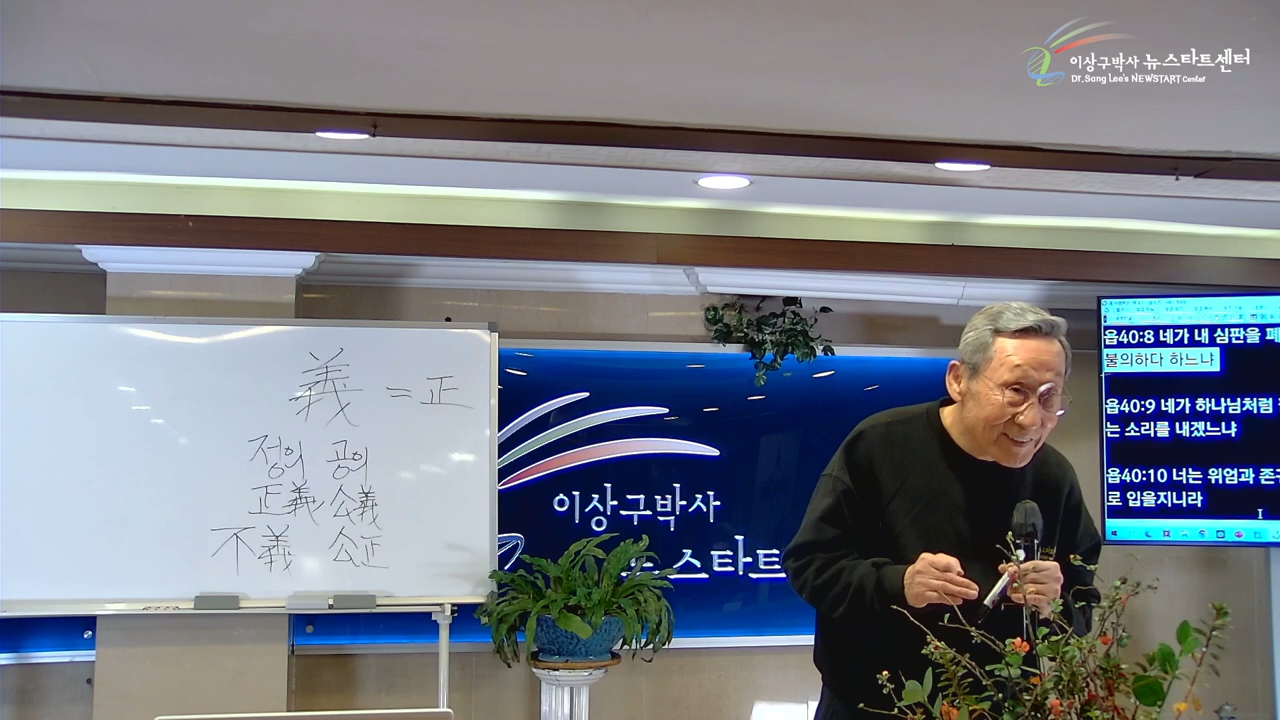 이상구박사 뉴스타트센터
Dr. Sang Lee's NEWSTART Center
義 = 正
정의 공의
正義 公義
不義 公正
이상구박사
뉴스타트
욥40:8 네가 내 심판을 폐
불의하다 하느냐
욥40:9 네가 하나님처럼
는 소리를 내겠느냐
욥40:10 너는 위엄과 존귀
로 입을지니라